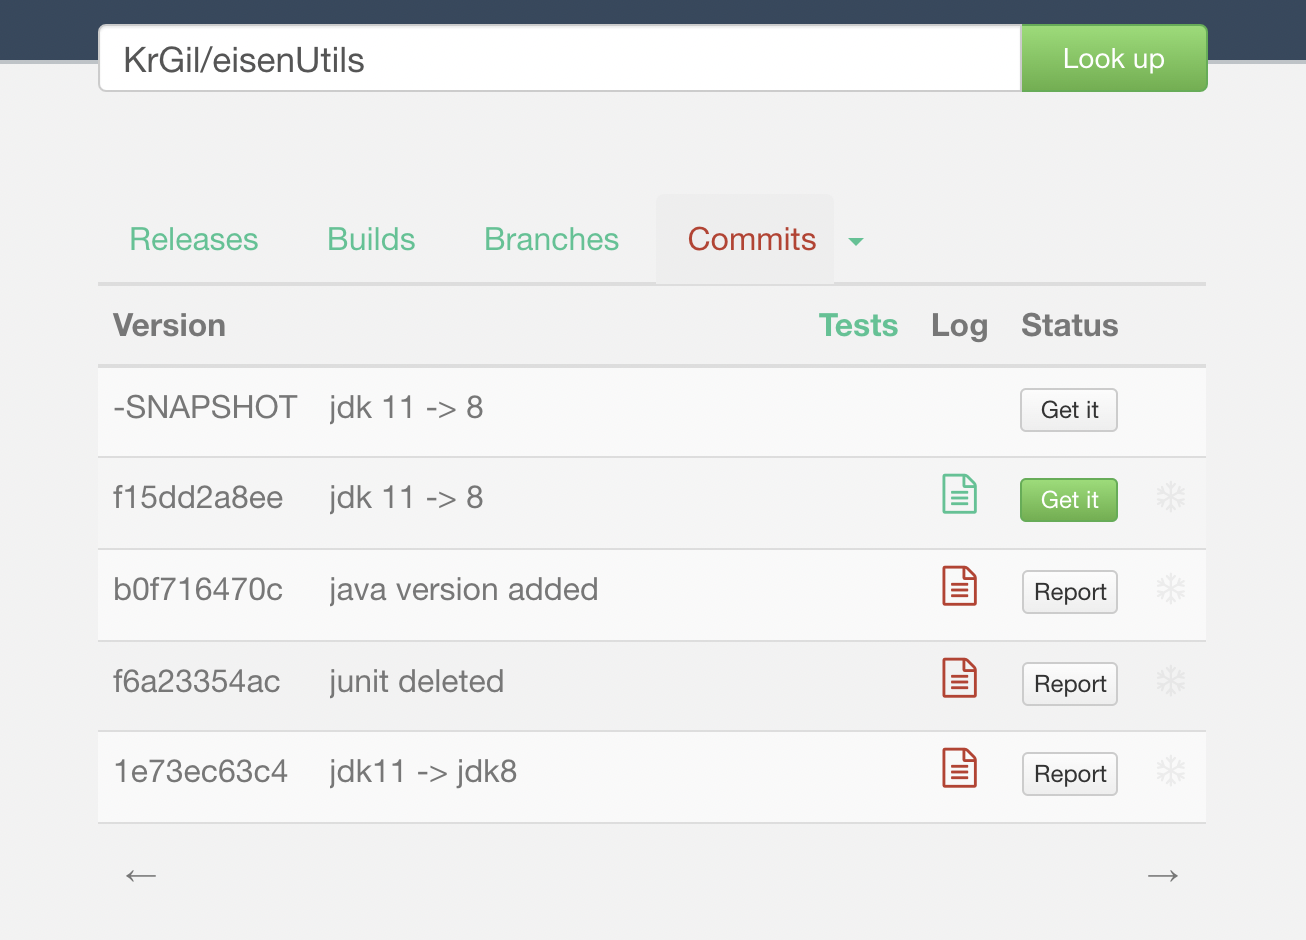 KrGil/eisenUtils Look up
Releases Builds Branches Commits
Version Tests Log Status
-SNAPSHOT jdk 11 -> 8 Get it
f15dd2a8ee jdk 11 -> 8 Get it
b0f716470c java version added Report
f6a23354ac junit deleted Report
1e73ec63c4 jdk11 -> jdk8 Report
← →